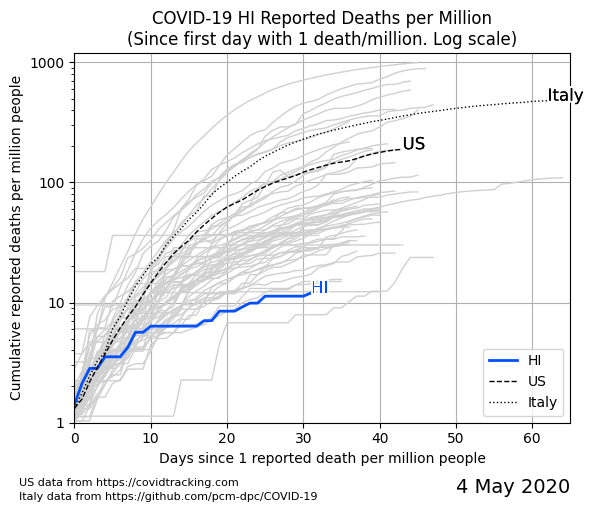 COVID-19 HI Reported Deaths per Million
(Since first day with 1 death/million. Log scale)
Cumulative reported deaths per million people
1000
100
10
1
Italy
US
HI
HI
US
Italy
0 10 20 30 40 50 60
Days since 1 reported death per million people
US data from https://covidtracking.com
Italy data from https://github.com/pcm-dpc/COVID-19
4 May 2020